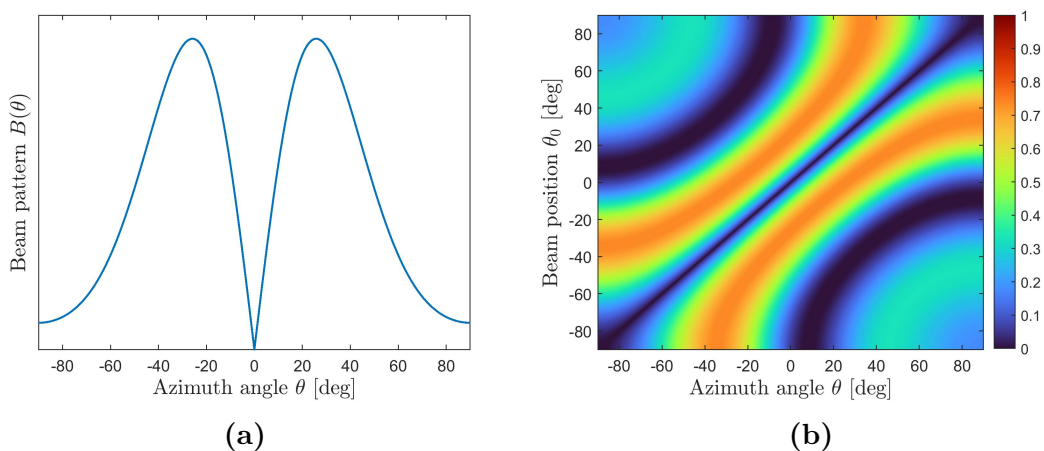 Beam pattern B(θ)
-80 -60 -40 -20 0 20 40 60 80
Azimuth angle θ [deg]
(a)
Beam position θ₀ [deg]
80
60
40
20
0
-20
-40
-60
-80
-80 -60 -40 -20 0 20 40 60 80
Azimuth angle θ [deg]
1
0.9
0.8
0.7
0.6
0.5
0.4
0.3
0.2
0.1
0
(b)